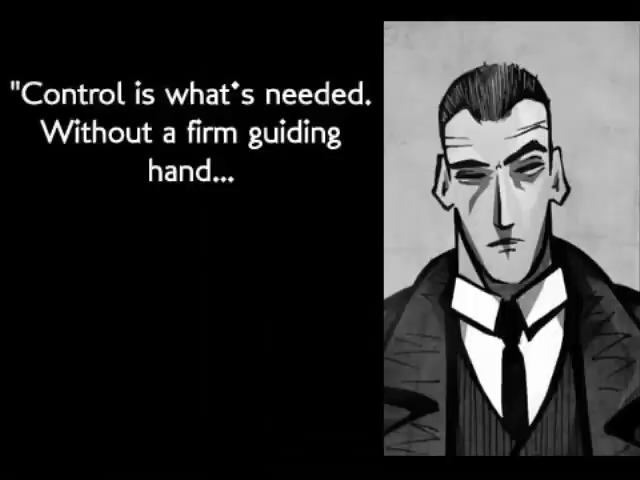 "Control is what's needed.
Without a firm guiding
hand...